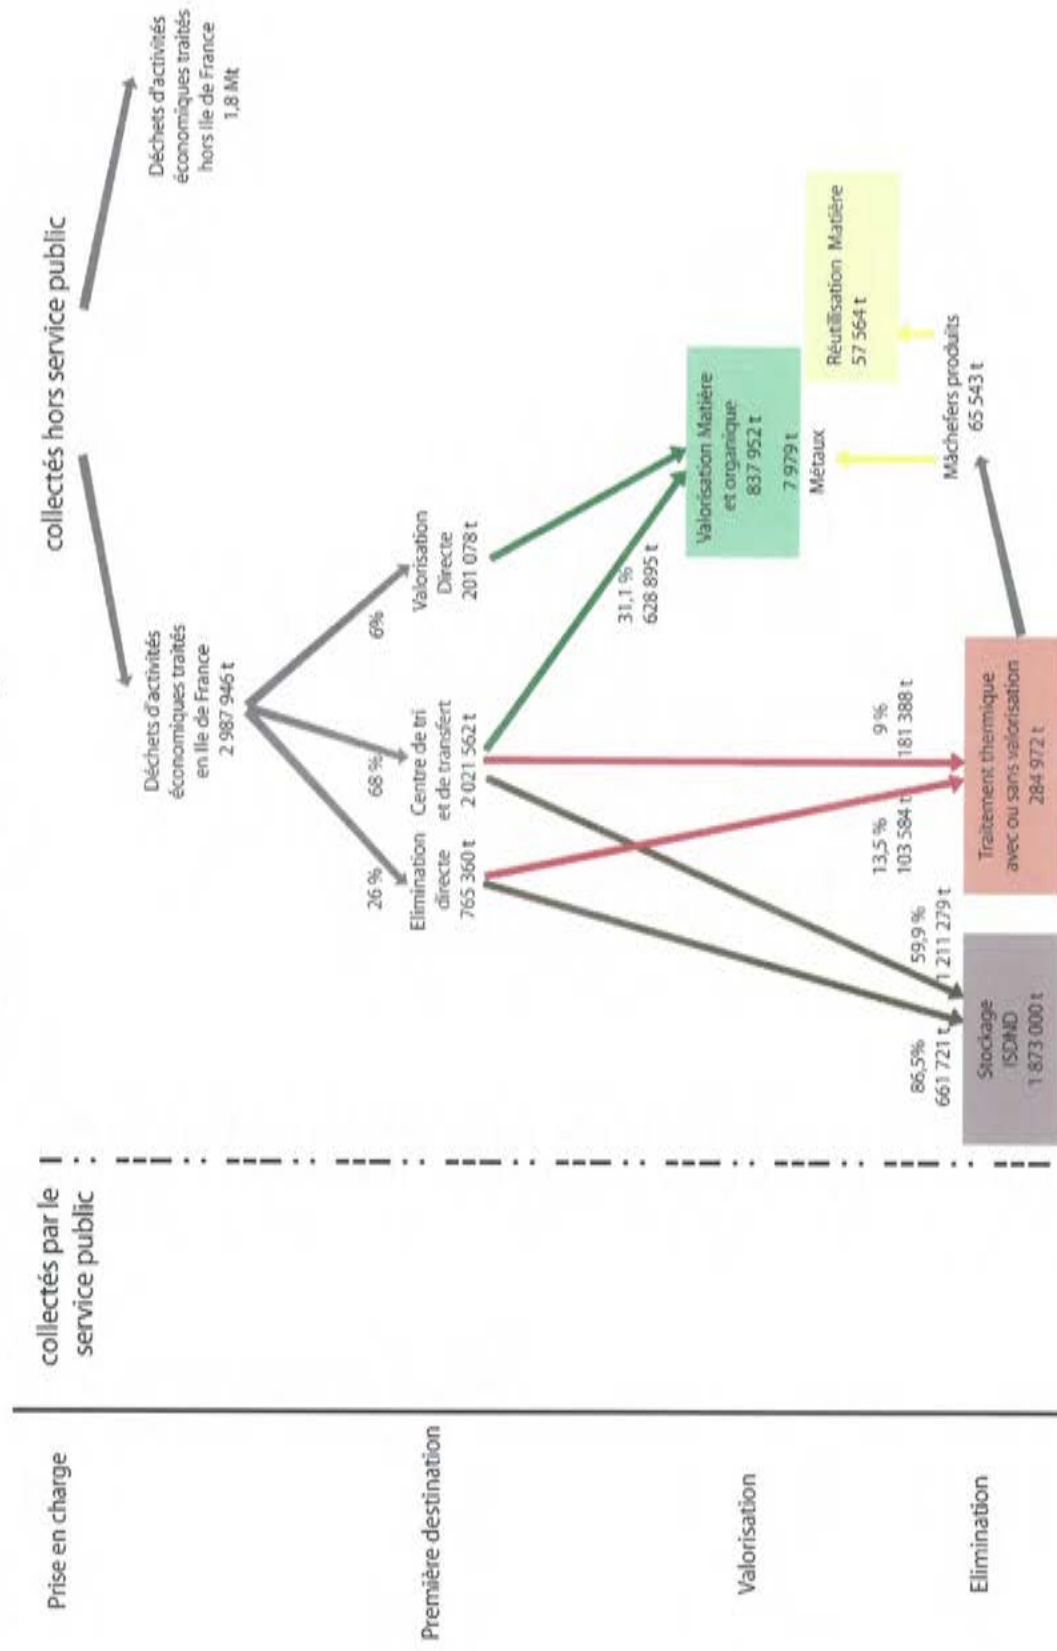 collectés par le
service public
collectés hors service public
Prise en charge
Déchets d'activités
économiques traités
en Ile de France
2 987 946 t
Déchets d'activités
économiques traités
hors Ile de France
1,8 Mt
26 %
68 %
6%
Première destination
Elimination
directe
765 360 t
Centre de tri
et de transfert
2 021 562 t
Valorisation
Directe
201 078 t
31,1 %
628 895 t
Valorisation
Valorisation Matière
et organique
837 952 t
7 979 t
Métaux
Réutilisation Matière
57 564 t
86,5%
661 721 t
59,9 %
1 211 279 t
13,5 %
103 584 t
9 %
181 388 t
Mâchefers produits
65 543 t
Elimination
Stockage
ISDND
1 873 000 t
Traitement thermique
avec ou sans valorisation
284 972 t